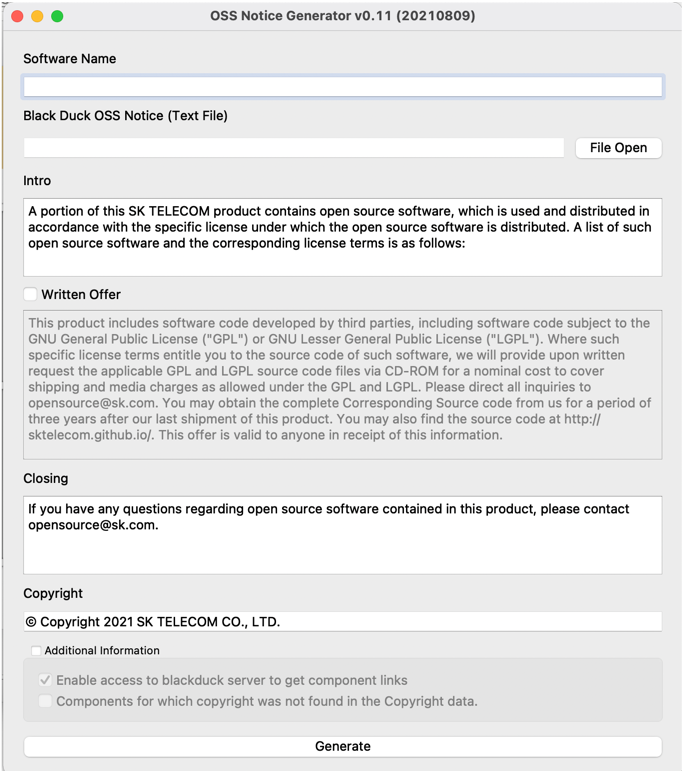 OSS Notice Generator v0.11 (20210809)
Software Name
Black Duck OSS Notice (Text File)
File Open
Intro
A portion of this SK TELECOM product contains open source software, which is used and distributed in
accordance with the specific license under which the open source software is distributed. A list of such
open source software and the corresponding license terms is as follows:
Written Offer
This product includes software code developed by third parties, including software code subject to the
GNU General Public License ("GPL") or GNU Lesser General Public License ("LGPL"). Where such
specific license terms entitle you to the source code of such software, we will provide upon written
request the applicable GPL and LGPL source code files via CD-ROM for a nominal cost to cover
shipping and media charges as allowed under the GPL and LGPL. Please direct all inquiries to
opensource@sk.com. You may obtain the complete Corresponding Source code from us for a period of
three years after our last shipment of this product. You may also find the source code at http://
sktelecom.github.io/. This offer is valid to anyone in receipt of this information.
Closing
If you have any questions regarding open source software contained in this product, please contact
opensource@sk.com.
Copyright
© Copyright 2021 SK TELECOM CO., LTD.
Additional Information
Enable access to blackduck server to get component links
Components for which copyright was not found in the Copyright data.
Generate